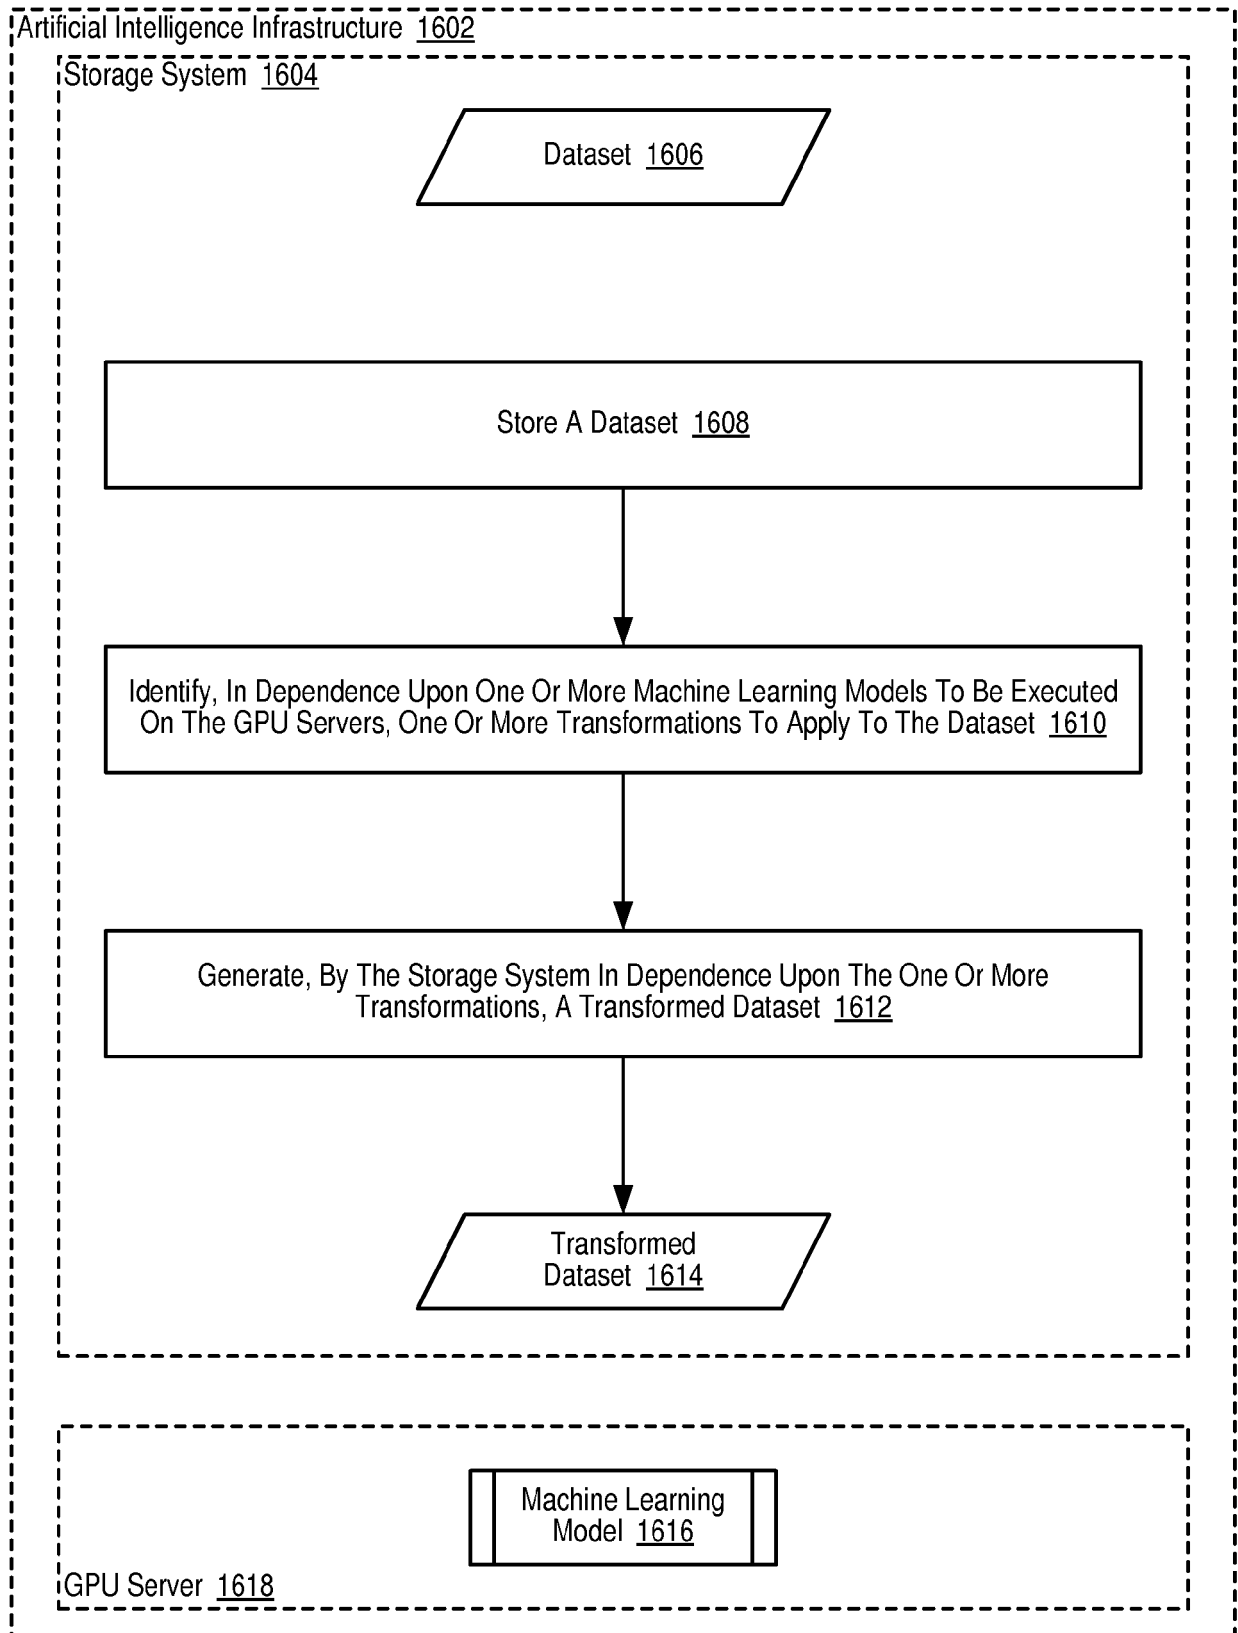 Artificial Intelligence Infrastructure 1602
Storage System 1604
Dataset 1606
Store A Dataset 1608
Identify, In Dependence Upon One Or More Machine Learning Models To Be Executed
On The GPU Servers, One Or More Transformations To Apply To The Dataset 1610
Generate, By The Storage System In Dependence Upon The One Or More
Transformations, A Transformed Dataset 1612
Transformed
Dataset 1614
Machine Learning
Model 1616
GPU Server 1618